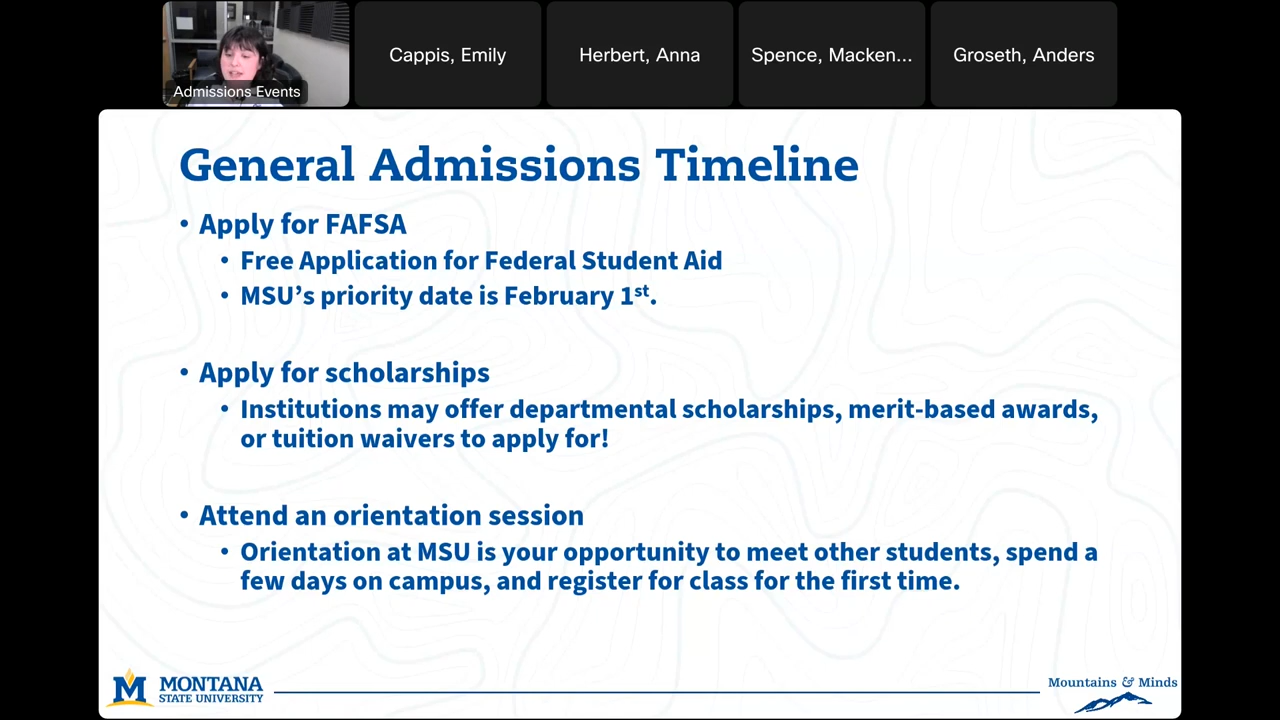 Admissions Events
Cappis, Emily
Herbert, Anna
Spence, Macken...
Groseth, Anders
General Admissions Timeline
• Apply for FAFSA
• Free Application for Federal Student Aid
• MSU’s priority date is February 1st.
• Apply for scholarships
• Institutions may offer departmental scholarships, merit-based awards,
or tuition waivers to apply for!
• Attend an orientation session
• Orientation at MSU is your opportunity to meet other students, spend a
few days on campus, and register for class for the first time.
M MONTANA
STATE UNIVERSITY
Mountains & Minds